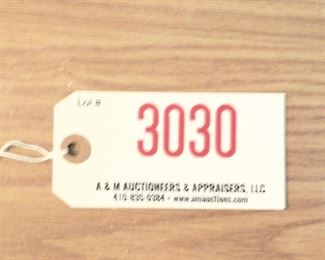 Lot #
3030
A & M AUCTIONEERS & APPRAISERS, LLC
410-835-0384 • www.amauctions.com